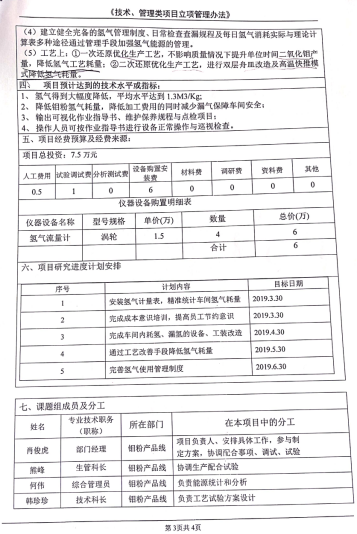 《技术、管理类项目立项管理办法》
（4）建立健全完备的氢气管理制度、日常检查查漏规程及每日氢气消耗实际与理论计
算表多种途径通过管理手段加强氢气能源的管理。
（5）工艺上：①一次还原优化生产工艺，不影响质量情况下提升单位时间二氧化钼产
量，降低氢气工艺耗量；②二次还原优化生产工艺，进行双层舟皿改造及高温快推模
式降低氢气耗量。
四、 项目预计达到的技术水平或指标：
1、 氢气得到大幅度降低，平均水平达到 1.3M3/Kg;
2、 降低钼粉氢气耗量，降低加工费用的同时减少漏气保障车间安全；
3、 输出可视化作业指导书、维护保养规程与点检项目；
4、 操作人员可按作业指导书进行设备正常操作与巡视检查。
五、项目经费预算及经费来源：
项目总投资：7.5 万元
人工费用 试验调试费 分析测试费 设备购置安装费 材料费 调研费 资料费 其他
0.5 1 0 6 0 0 0 0
仪器设备购置明细表
仪器设备名称 型号规格 单价(万) 数量 总价(万)
氢气流量计 涡轮 1.5 4 6
合计 6
六、项目研究进度计划安排
序号 计划内容 目标日期
1 安装氢气计量表，精准统计车间氢气耗量 2019.3.30
2 完成成本意识培训，提高员工节约意识 2019.3.30
3 完成车间内耗氢、漏氢的设备、工装改造 2019.4.30
4 通过工艺改善手段降低氢气耗量 2019.5.30
5 完善氢气使用管理制度 2019.6.30
七、课题组成员及分工
姓名 专业技术职务（职称） 所在部门 在本项目中的分工
肖俊虎 部门经理 钼粉产品线 项目负责人、安排具体工作，参与制
定方案，协调配合事项、调试、试验
熊峰 生管科长 钼粉产品线 协调生产配合试验
何伟 综合管理员 钼粉产品线 负责能源统计和分析
韩珍珍 技术科长 钼粉产品线 负责工艺试验方案设计
第 3页共 4页